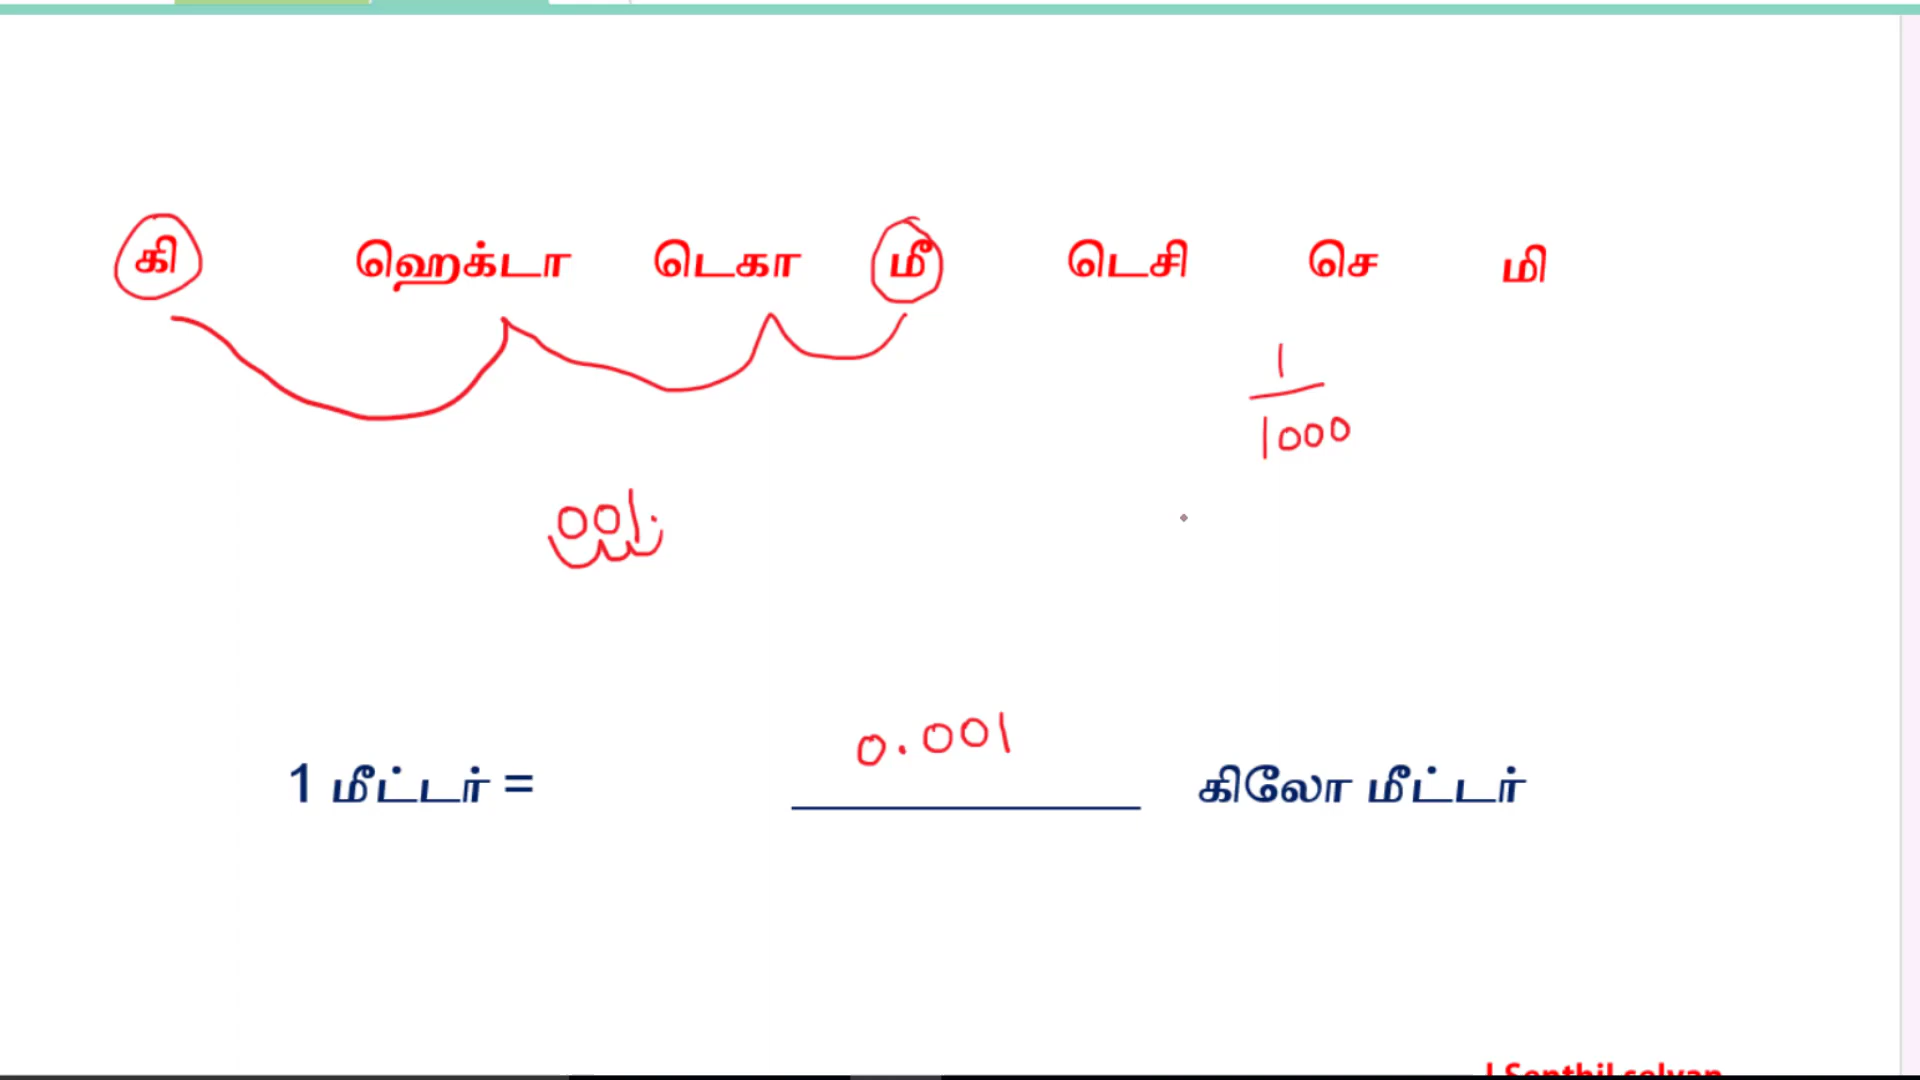 கி ஹெக்டா டெகா மீ டெசி செ மி
1
1000
001.
0.001
1 மீட்டர் = கிலோ மீட்டர்